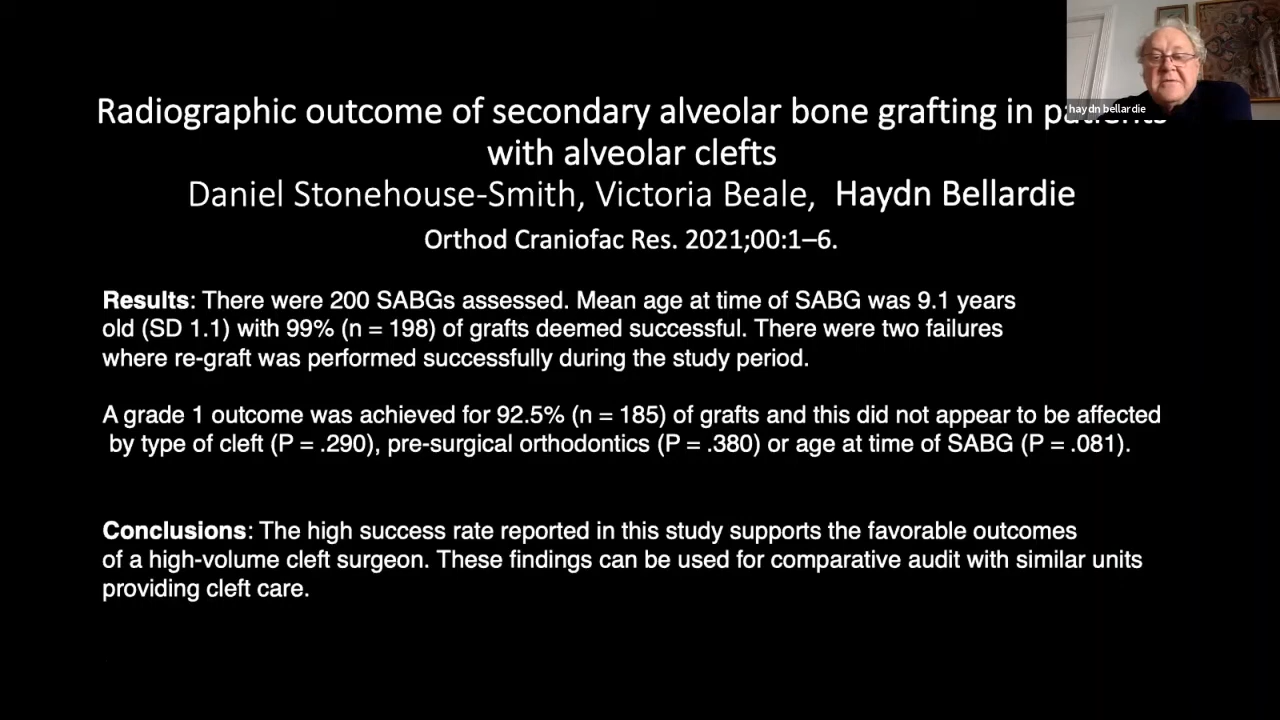 haydn bellardie
Radiographic outcome of secondary alveolar bone grafting in patients
with alveolar clefts
Daniel Stonehouse-Smith, Victoria Beale, Haydn Bellardie
Orthod Craniofac Res. 2021;00:1–6.
Results: There were 200 SABGs assessed. Mean age at time of SABG was 9.1 years
old (SD 1.1) with 99% (n = 198) of grafts deemed successful. There were two failures
where re-graft was performed successfully during the study period.
A grade 1 outcome was achieved for 92.5% (n = 185) of grafts and this did not appear to be affected
by type of cleft (P = .290), pre-surgical orthodontics (P = .380) or age at time of SABG (P = .081).
Conclusions: The high success rate reported in this study supports the favorable outcomes
of a high-volume cleft surgeon. These findings can be used for comparative audit with similar units
providing cleft care.